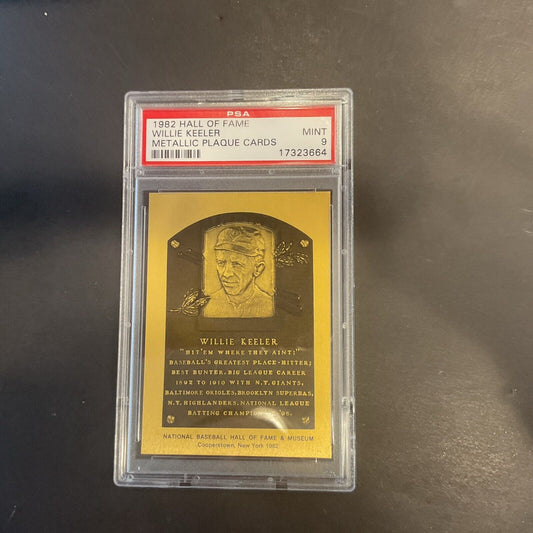 PSA
1982 HALL OF FAME
WILLIE KEELER MINT
METALLIC PLAQUE CARDS 9
17323664
WILLIE KEELER
"HIT'EM WHERE THEY AINT!"
BASEBALL'S GREATEST PLACE-HITTER;
BEST BUNTER. BIG LEAGUE CAREER
1892 TO 1910 WITH N.Y. GIANTS,
BALTIMORE ORIOLES, BROOKLYN SUPERBAS,
N.Y. HIGHLANDERS. NATIONAL LEAGUE
BATTING CHAMPION '98.
NATIONAL BASEBALL HALL OF FAME & MUSEUM
Cooperstown, New York 1982